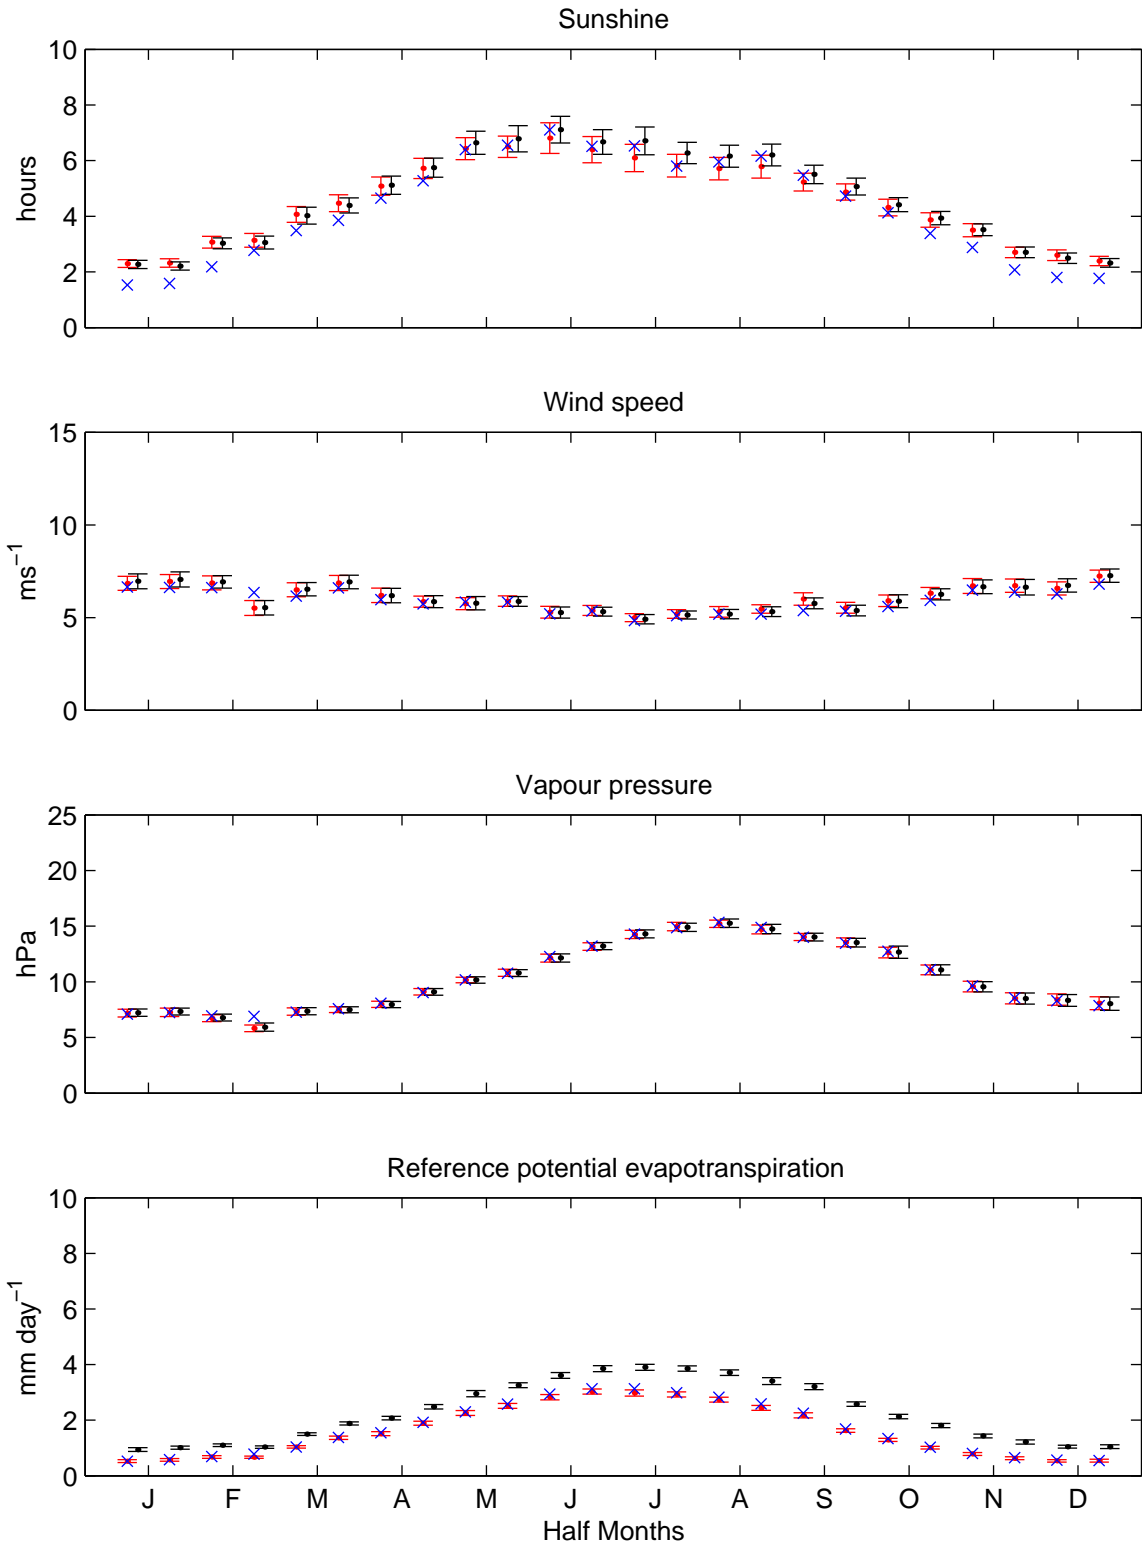 Sunshine
10
8
6
4
2
0
hours
Wind speed
15
10
5
0
ms−1
Vapour pressure
25
20
15
10
5
0
hPa
Reference potential evapotranspiration
10
8
6
4
2
0
mm day−1
J F M A M J J A S O N D
Half Months